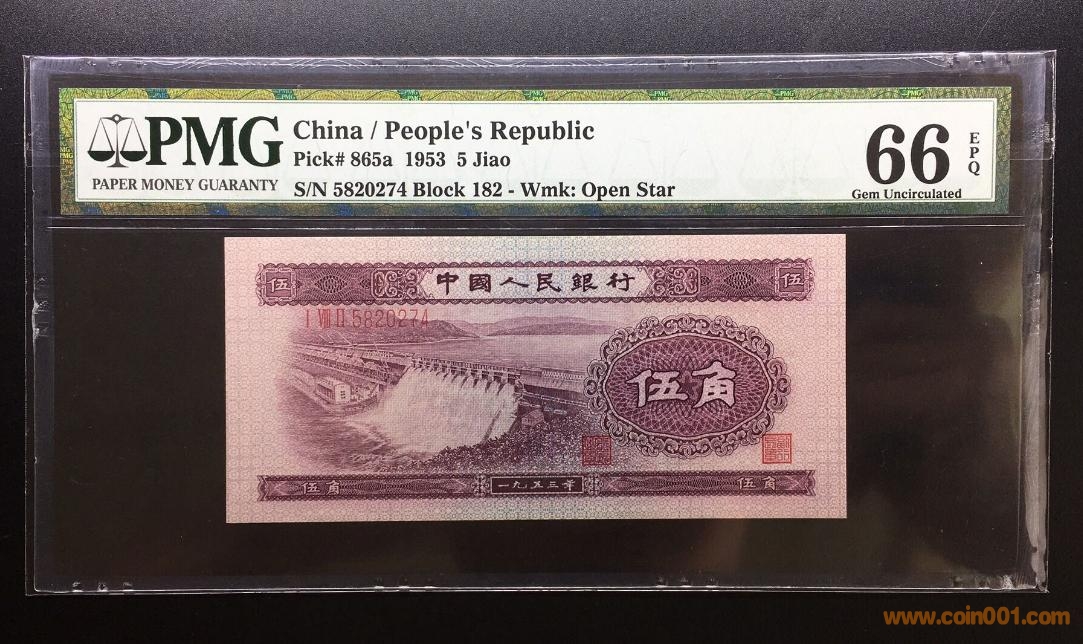 PMG
PAPER MONEY GUARANTY
China / People's Republic
Pick# 865a 1953 5 Jiao
S/N 5820274 Block 182 - Wmk: Open Star
66
EPQ
Gem Uncirculated
伍 中國人民銀行 伍
I VIII II 5820274
伍角
伍角 一九五三年 伍角
www.coin001.com